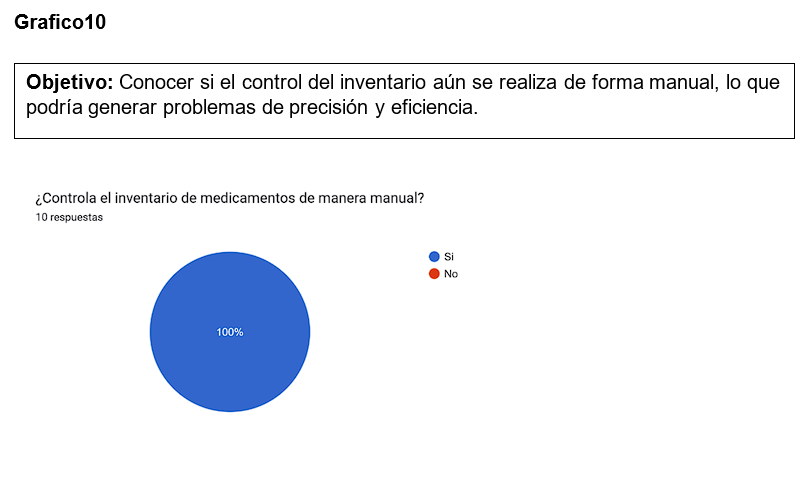 Grafico10
Objetivo: Conocer si el control del inventario aún se realiza de forma manual, lo que
podría generar problemas de precisión y eficiencia.
¿Controla el inventario de medicamentos de manera manual?
10 respuestas
Si
No
100%